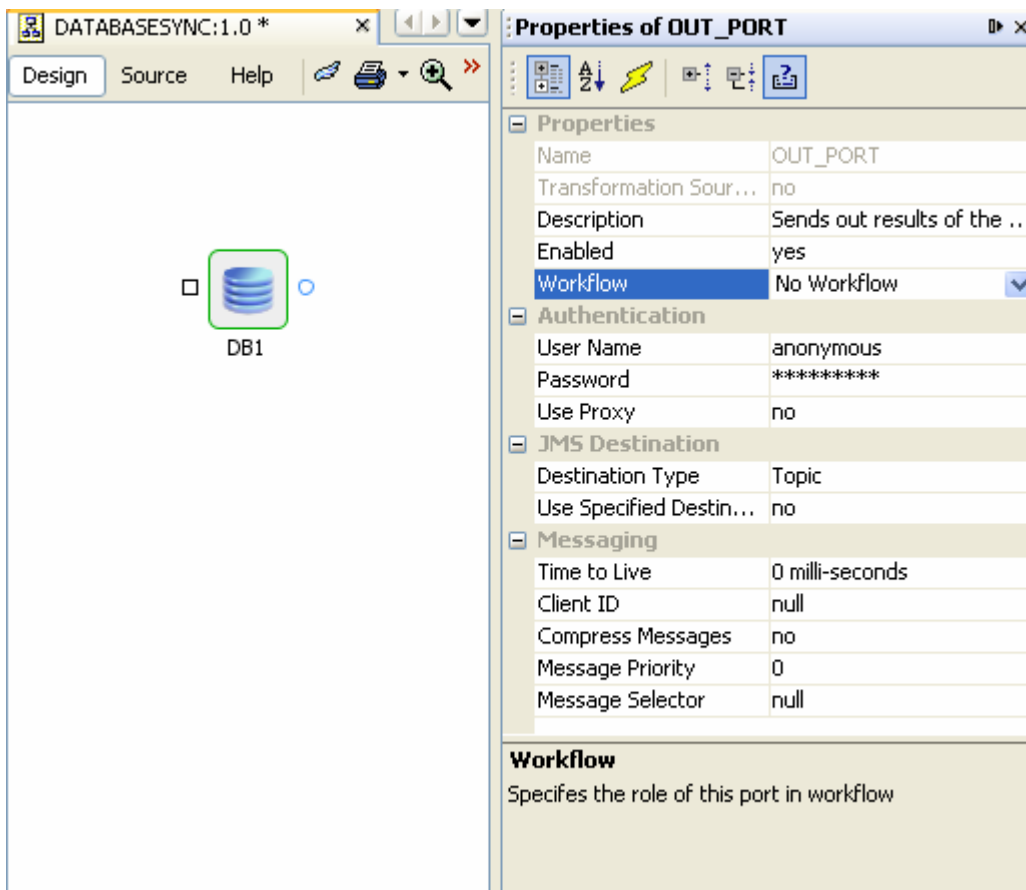 DATABASESYNC:1.0 *
Design Source Help
DB1
Properties of OUT_PORT
Properties
Name OUT_PORT
Transformation Sour... no
Description Sends out results of the ...
Enabled yes
Workflow No Workflow
Authentication
User Name anonymous
Password *********
Use Proxy no
JMS Destination
Destination Type Topic
Use Specified Destin... no
Messaging
Time to Live 0 milli-seconds
Client ID null
Compress Messages no
Message Priority 0
Message Selector null
Workflow
Specifes the role of this port in workflow